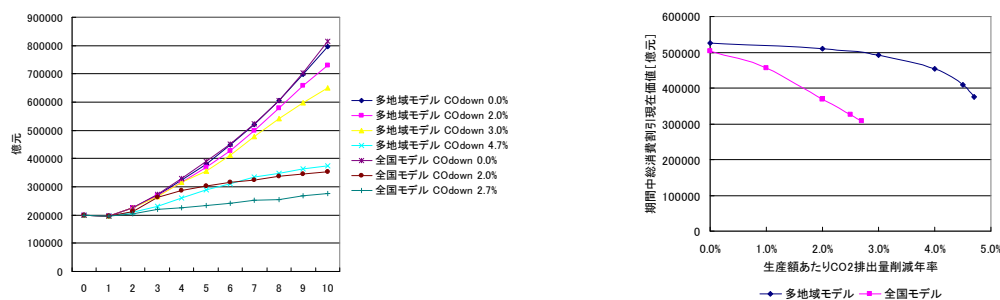 900000
800000
700000
600000
500000
400000
300000
200000
100000
0
億元
0 1 2 3 4 5 6 7 8 9 10
多地域モデル COdown 0.0%
多地域モデル COdown 2.0%
多地域モデル COdown 3.0%
多地域モデル COdown 4.7%
全国モデル COdown 0.0%
全国モデル COdown 2.0%
全国モデル COdown 2.7%
期間中総消費割引現在価値[億元]
600000
500000
400000
300000
200000
100000
0
0.0% 1.0% 2.0% 3.0% 4.0% 5.0%
生産額あたりCO2排出量削減年率
多地域モデル 全国モデル